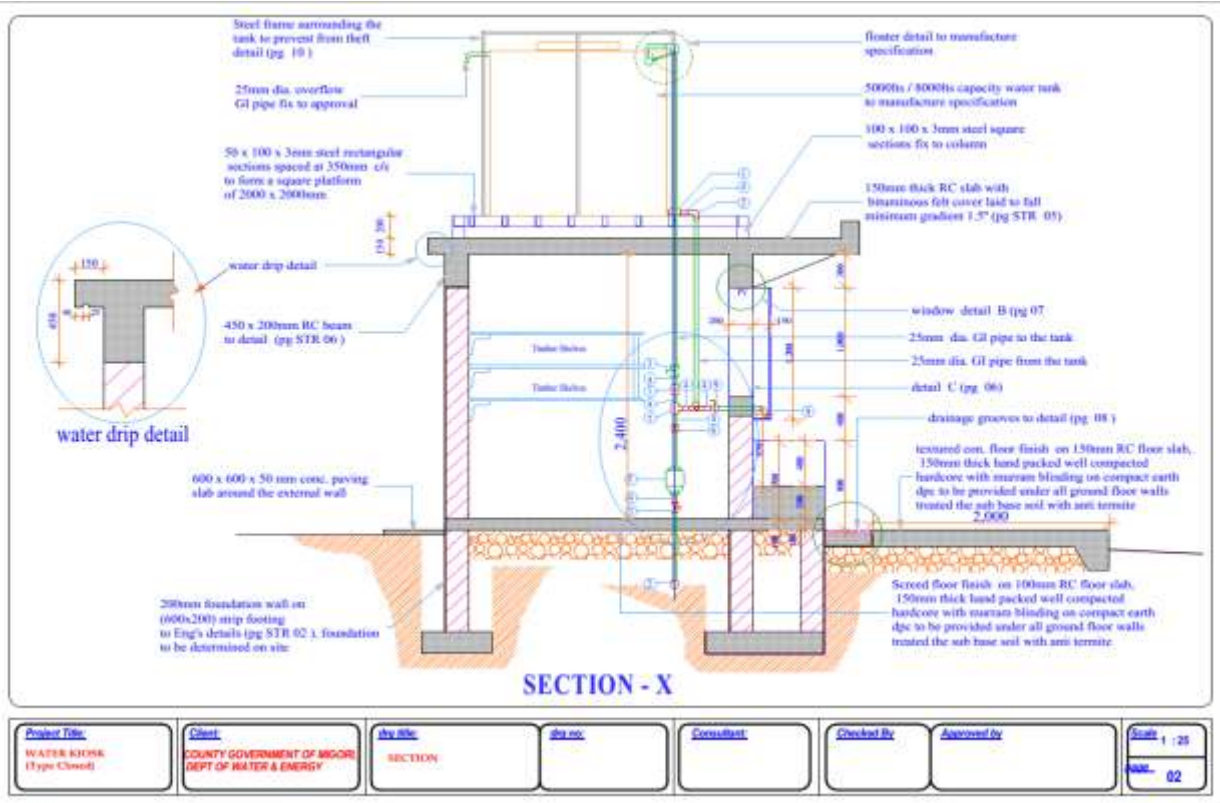 Steel frame surrounding the
tank to prevent from theft
detail (pg 10 )
25mm dia. overflow
GI pipe fix to approval
50 x 100 x 3mm steel rectangular
sections spaced at 350mm c/c
to form a square platform
of 2000 x 2000mm
150 200
water drip detail
150
450
450 x 200mm RC beam
to detail (pg STR 06 )
water drip detail
600 x 600 x 50 mm conc. paving
slab around the external wall
200mm foundation wall on
(600x200) strip footing
to Eng's details (pg STR 02 ), foundation
to be determined on site
Timber Shelves
Timber Shelves
2,400
floater detail to manufacture
specification
5000lts / 8000lts capacity water tank
to manufacture specification
100 x 100 x 3mm steel square
sections fix to column
150mm thick RC slab with
bituminous felt cover laid to fall
minimum gradient 1.5" (pg STR 05)
window detail B (pg 07
25mm dia. GI pipe to the tank
25mm dia. GI pipe from the tank
detail C (pg 06)
drainage grooves to detail (pg 08 )
textured con. floor finish on 150mm RC floor slab,
150mm thick hand packed well compacted
hardcore with murram blinding on compact earth
dpc to be provided under all ground floor walls
treated the sub base soil with anti termite
2,000
Screed floor finish on 100mm RC floor slab,
150mm thick hand packed well compacted
hardcore with murram blinding on compact earth
dpc to be provided under all ground floor walls
treated the sub base soil with anti termite
SECTION - X
Project Title:
WATER KIOSK
(Type Closed)
Client:
COUNTY GOVERNMENT OF MIGORI,
DEPT OF WATER & ENERGY
drg title:
SECTION
drg no:
Consultant:
Checked By
Approved by
Scale 1 : 25
page 02